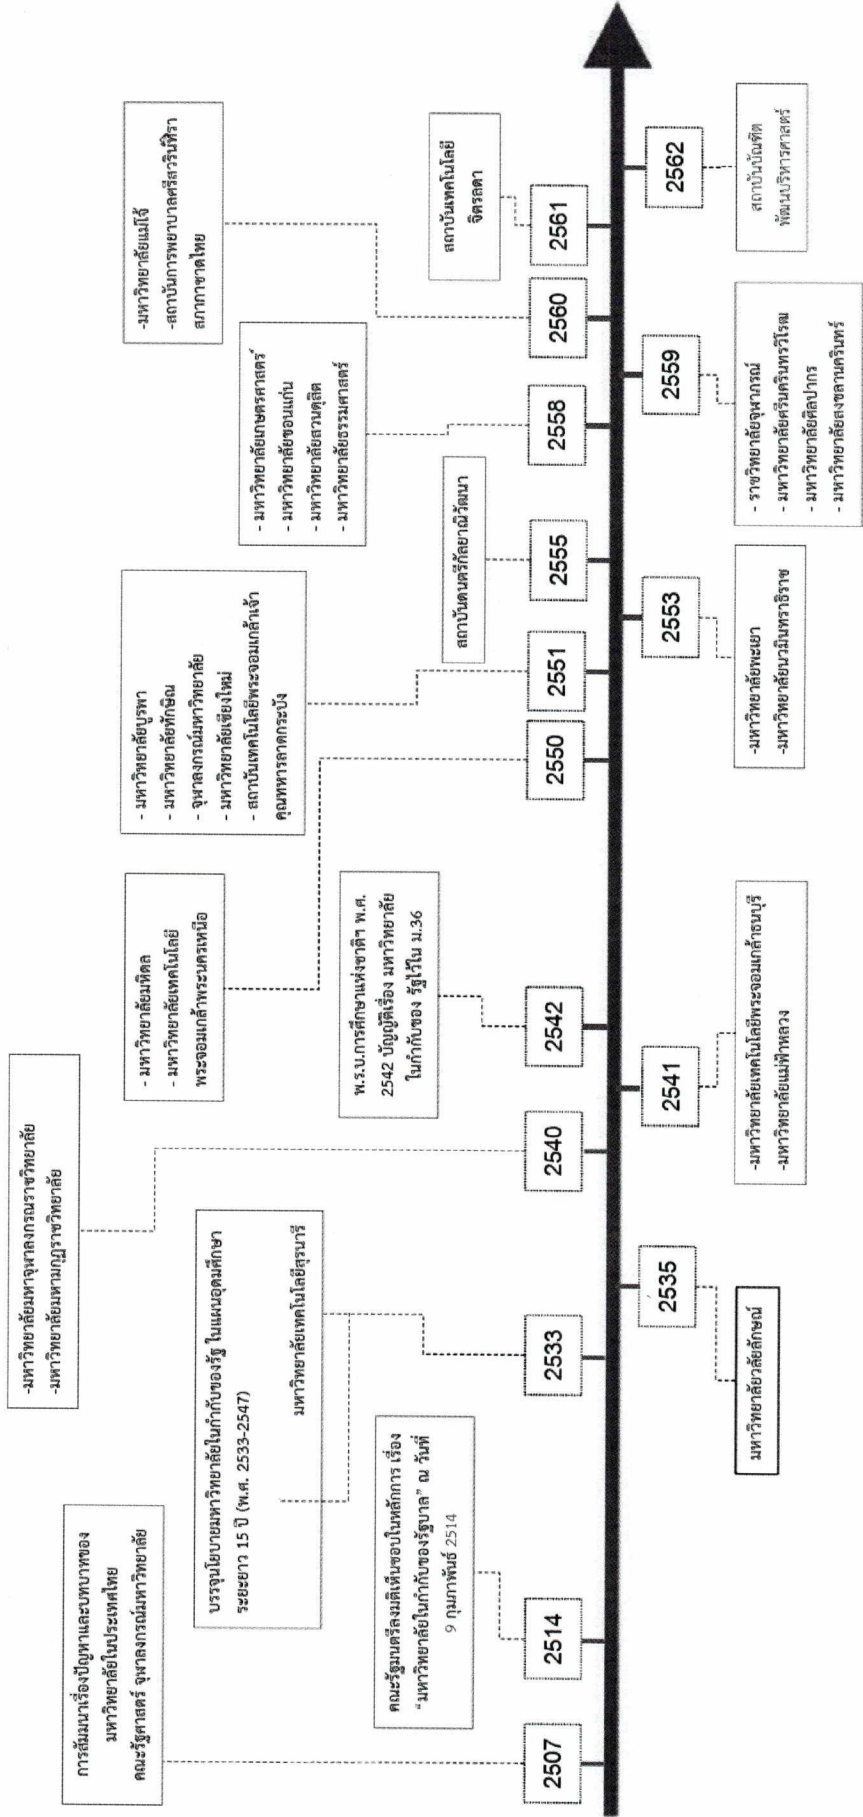 การสัมมนาเรื่องปัญหาและบทบาทของ
มหาวิทยาลัยในประเทศไทย
คณะรัฐศาสตร์ จุฬาลงกรณ์มหาวิทยาลัย
2507
คณะรัฐมนตรีลงมติเห็นชอบในหลักการ เรื่อง
"มหาวิทยาลัยในกำกับของรัฐบาล" ณ วันที่
9 กุมภาพันธ์ 2514
2514
บรรจุนโยบายมหาวิทยาลัยในกำกับของรัฐ ในแผนอุดมศึกษา
ระยะยาว 15 ปี (พ.ศ. 2533-2547)
มหาวิทยาลัยเทคโนโลยีสุรนารี
2533
2535
มหาวิทยาลัยวลัยลักษณ์
-มหาวิทยาลัยมหาจุฬาลงกรณราชวิทยาลัย
-มหาวิทยาลัยมหามกุฏราชวิทยาลัย
2540
2541
-มหาวิทยาลัยเทคโนโลยีพระจอมเกล้าธนบุรี
-มหาวิทยาลัยแม่ฟ้าหลวง
พ.ร.บ.การศึกษาแห่งชาติฯ พ.ศ.
2542 บัญญัติเรื่อง มหาวิทยาลัย
ในกำกับของ รัฐไว้ใน ม.36
2542
- มหาวิทยาลัยมหิดล
- มหาวิทยาลัยเทคโนโลยี
พระจอมเกล้าพระนครเหนือ
2550
- มหาวิทยาลัยบูรพา
- มหาวิทยาลัยทักษิณ
- จุฬาลงกรณ์มหาวิทยาลัย
- มหาวิทยาลัยเชียงใหม่
- สถาบันเทคโนโลยีพระจอมเกล้าเจ้า
คุณทหารลาดกระบัง
2551
2553
-มหาวิทยาลัยพะเยา
-มหาวิทยาลัยนวมินทราธิราช
สถาบันดนตรีกัลยาณิวัฒนา
2555
- มหาวิทยาลัยเกษตรศาสตร์
- มหาวิทยาลัยขอนแก่น
- มหาวิทยาลัยสวนดุสิต
- มหาวิทยาลัยธรรมศาสตร์
2558
2559
- ราชวิทยาลัยจุฬาภรณ์
- มหาวิทยาลัยศรีนครินทรวิโรฒ
- มหาวิทยาลัยศิลปากร
- มหาวิทยาลัยสงขลานครินทร์
-มหาวิทยาลัยแม่โจ้
-สถาบันการพยาบาลศรีสวรินทิรา
สภากาชาดไทย
2560
สถาบันเทคโนโลยี
จิตรลดา
2561
2562
สถาบันบัณฑิต
พัฒนบริหารศาสตร์